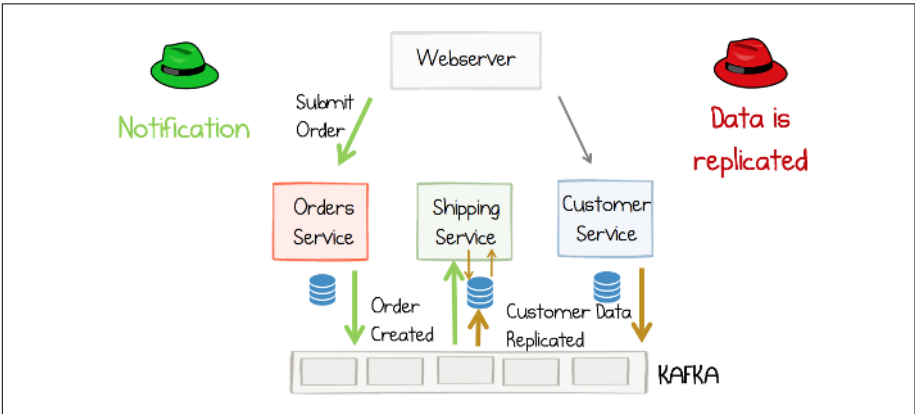 Webserver
Notification
Submit
Order
Data is
replicated
Orders
Service
Shipping
Service
Customer
Service
Order
Created
Customer Data
Replicated
KAFKA